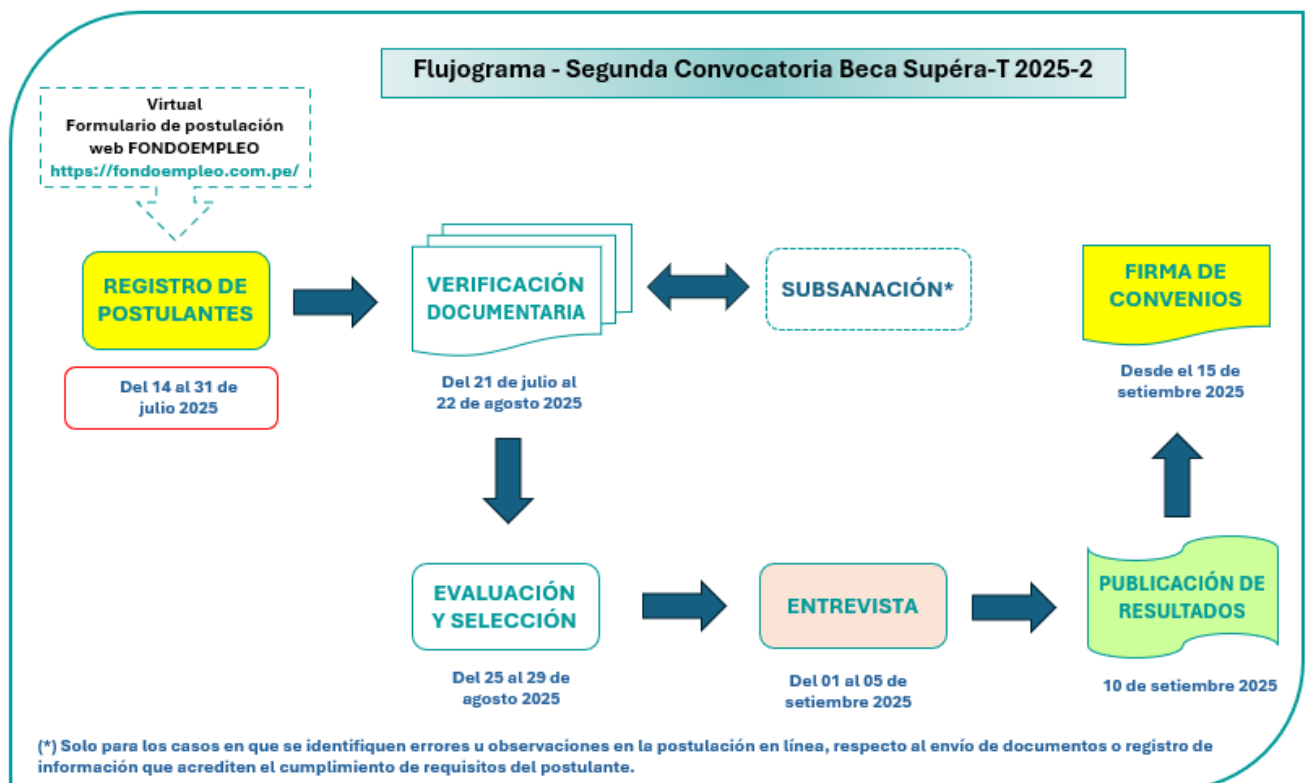 Flujograma - Segunda Convocatoria Beca Supéra-T 2025-2
Virtual
Formulario de postulación
web FONDOEMPLEO
https://fondoempleo.com.pe/
REGISTRO DE
POSTULANTES
Del 14 al 31 de
julio 2025
VERIFICACIÓN
DOCUMENTARIA
Del 21 de julio al
22 de agosto 2025
SUBSANACIÓN*
FIRMA DE
CONVENIOS
Desde el 15 de
setiembre 2025
EVALUACIÓN
Y SELECCIÓN
Del 25 al 29 de
agosto 2025
ENTREVISTA
Del 01 al 05 de
setiembre 2025
PUBLICACIÓN DE
RESULTADOS
10 de setiembre 2025
(*) Solo para los casos en que se identifiquen errores u observaciones en la postulación en línea, respecto al envío de documentos o registro de
información que acrediten el cumplimiento de requisitos del postulante.